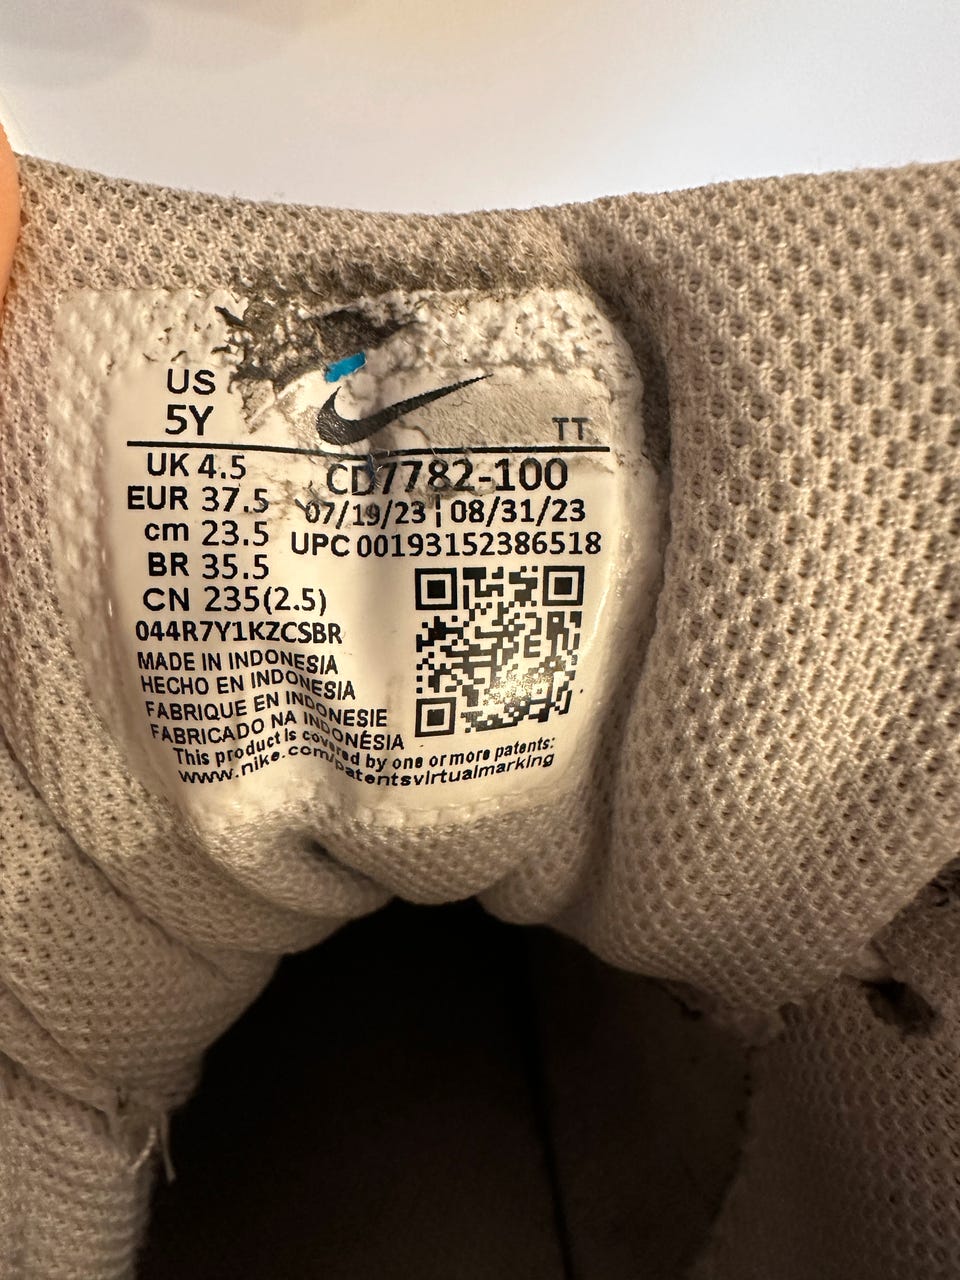 US
5Y
TT
UK 4.5
EUR 37.5
cm 23.5
BR 35.5
CN 235(2.5)
CD7782-100
07/19/23 ¦ 08/31/23
UPC 00193152386518
044R7Y1KZCSBR
MADE IN INDONESIA
HECHO EN INDONESIA
FABRIQUE EN INDONESIE
FABRICADO NA INDONÉSIA
This product is covered by one or more patents:
www.nike.com/patentsvirtualmarking